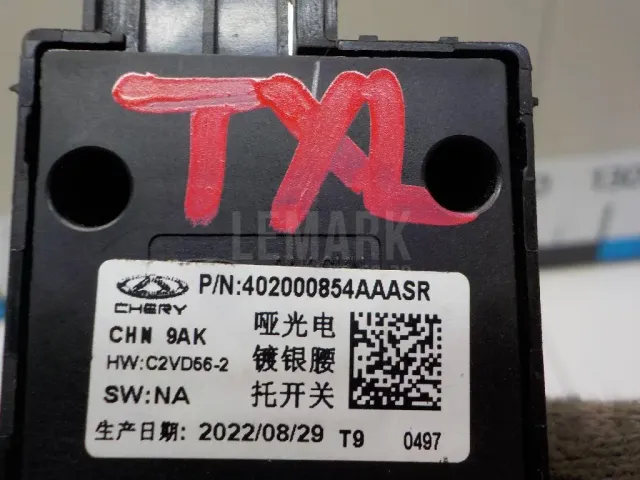 TXL
LEMARK
P/N:402000854AAASR
CHERY
CHN 9AK
哑光电
HW:C2VD56-2
镀银腰
SW:NA
托开关
生产日期: 2022/08/29 T9 0497